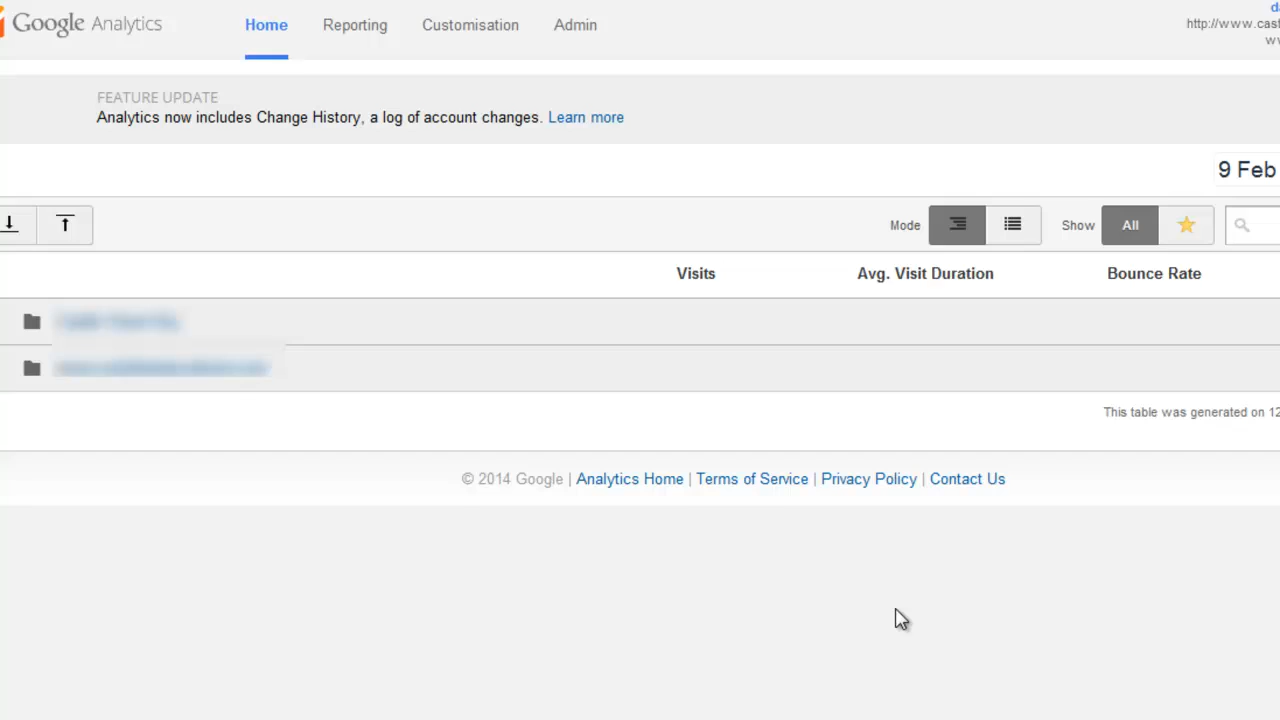 Google Analytics
Home
Reporting
Customisation
Admin
http://www.cast
FEATURE UPDATE
Analytics now includes Change History, a log of account changes. Learn more
9 Feb
Mode
Show
All
Visits
Avg. Visit Duration
Bounce Rate
This table was generated on 12
© 2014 Google | Analytics Home | Terms of Service | Privacy Policy | Contact Us